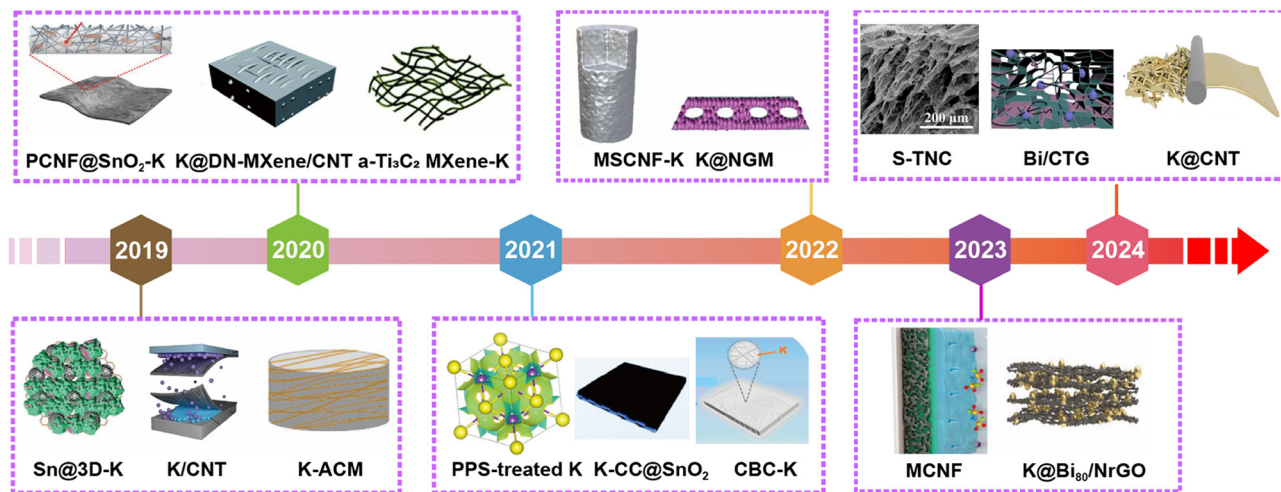 PCNF@SnO₂-K K@DN-MXene/CNT a-Ti₃C₂ MXene-K
MSCNF-K K@NGM
200 μm
S-TNC Bi/CTG K@CNT
2019 2020 2021 2022 2023 2024
K
Sn@3D-K K/CNT K-ACM
PPS-treated K K-CC@SnO₂ CBC-K
MCNF K@Bi₈₀/NrGO